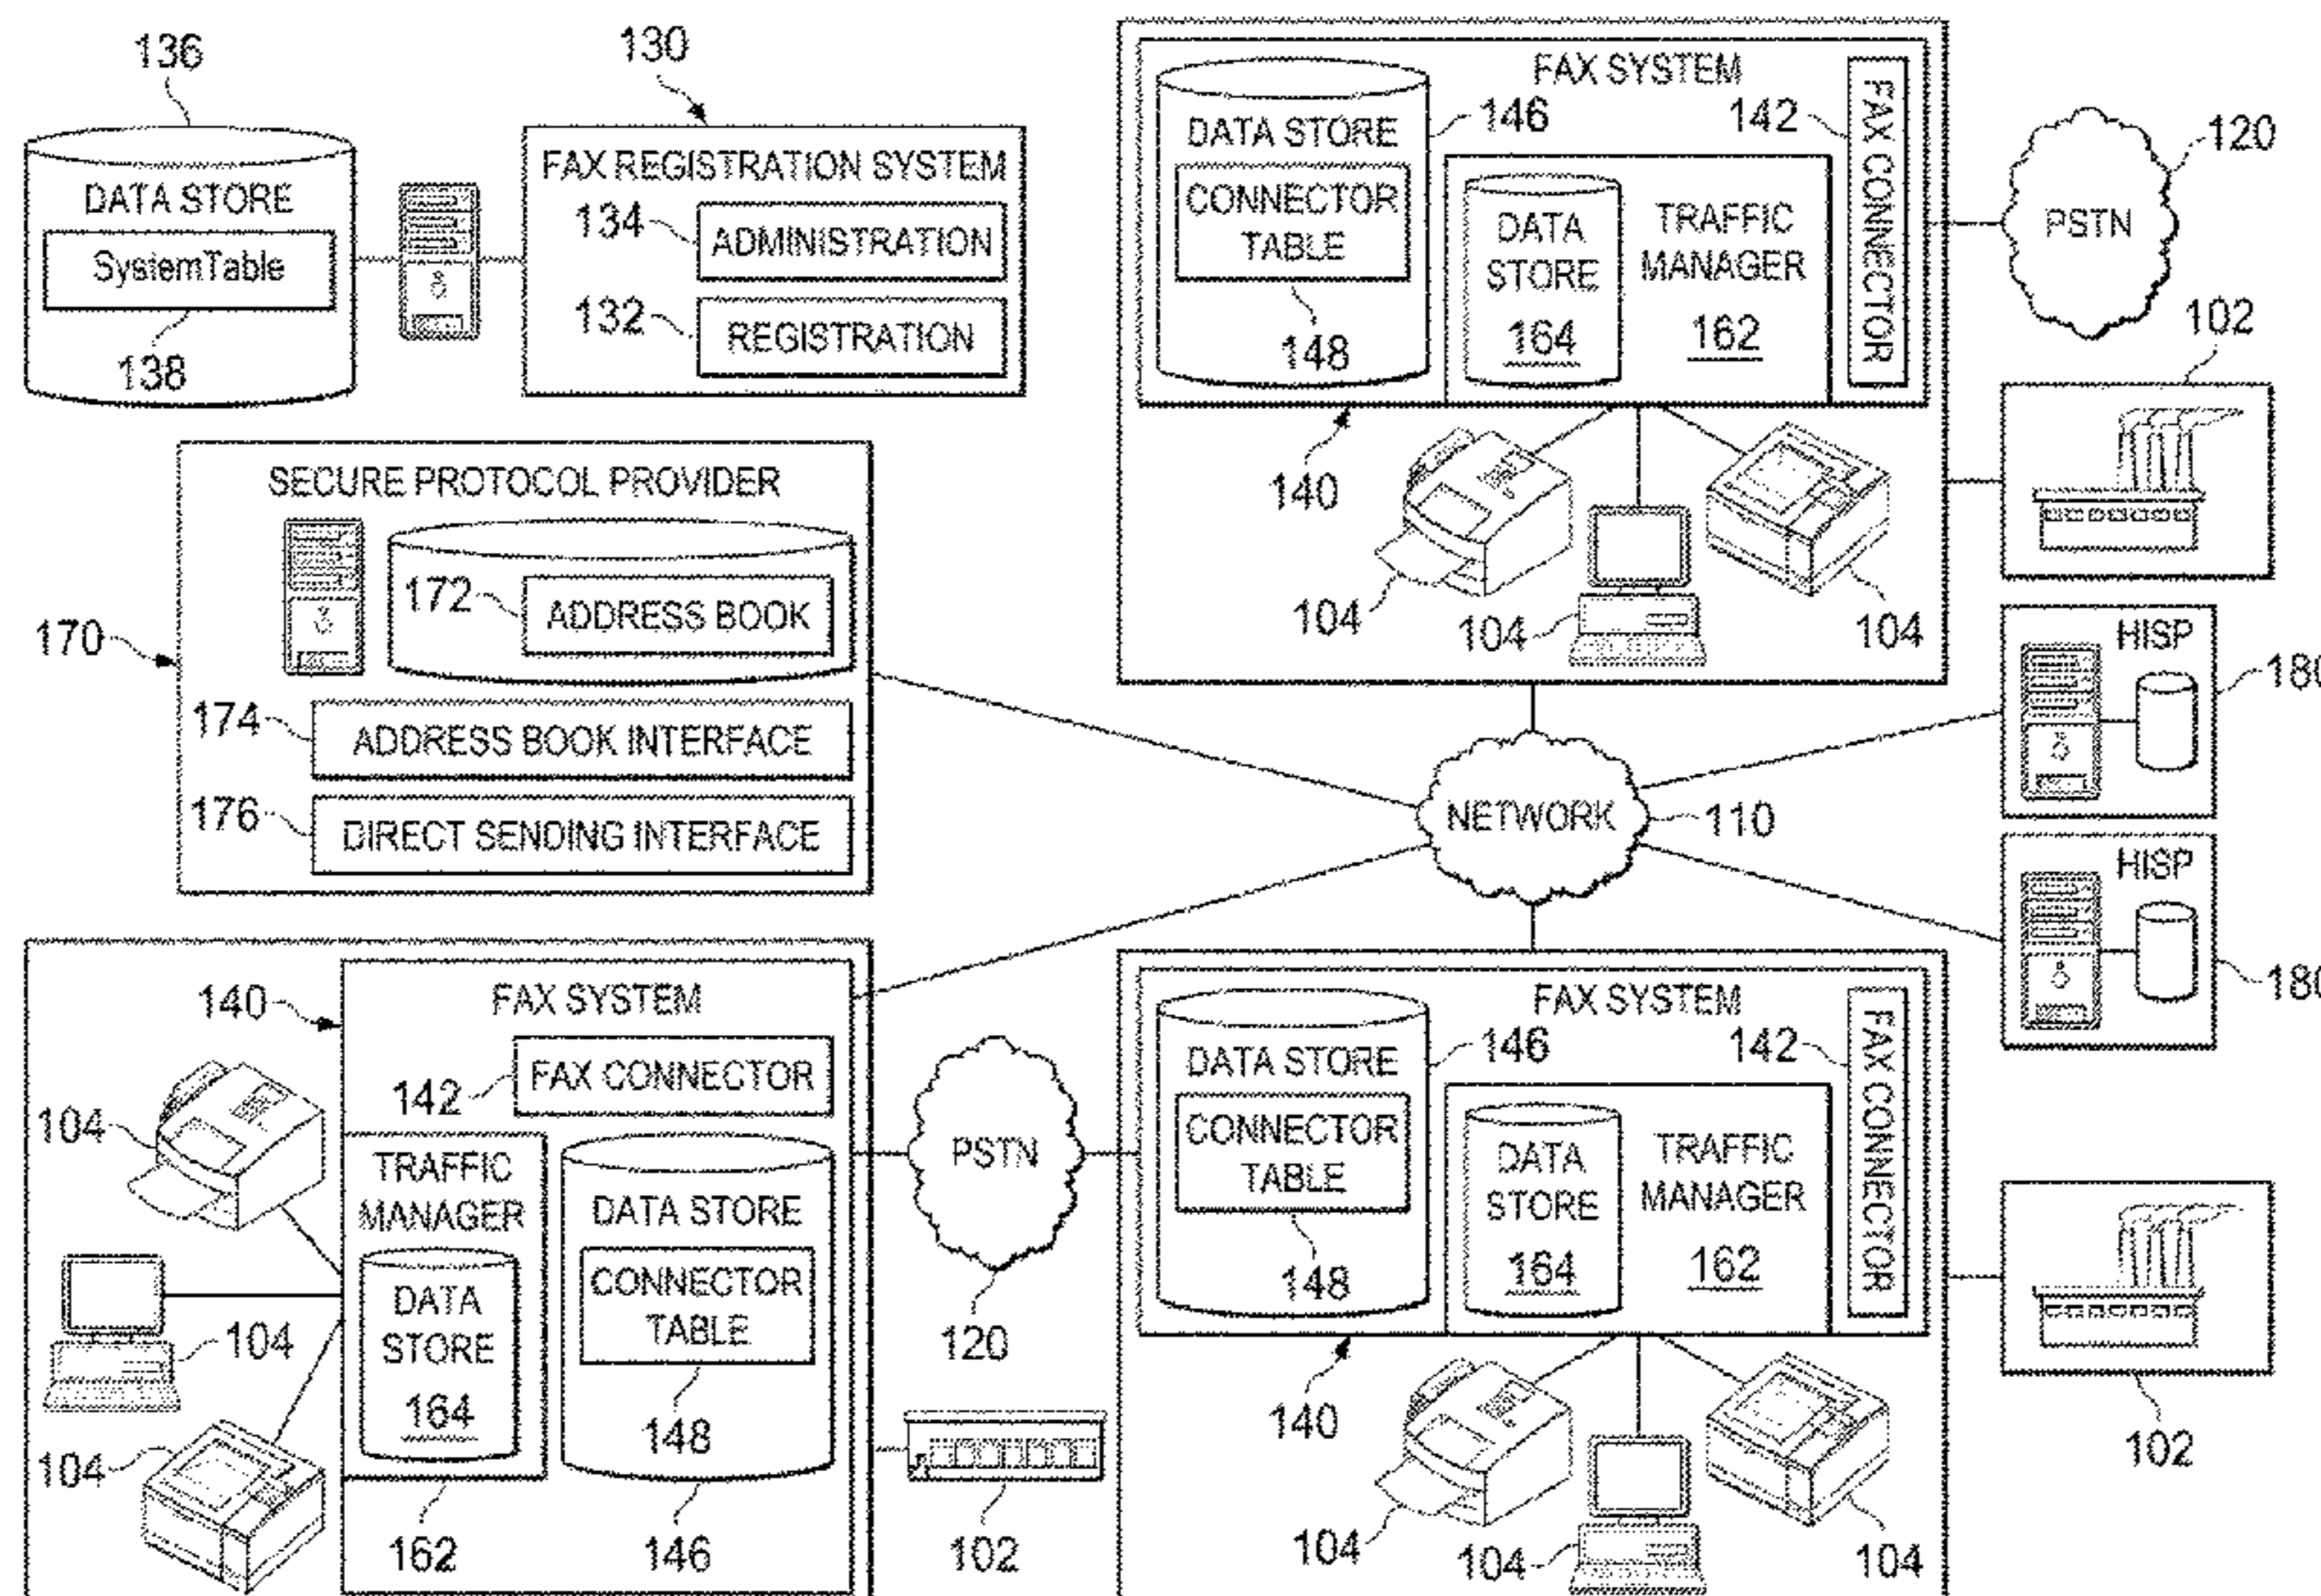 136
DATA STORE
SystemTable
138
130
FAX REGISTRATION SYSTEM
134
ADMINISTRATION
132
REGISTRATION
FAX SYSTEM
DATA STORE
146
CONNECTOR
TABLE
148
DATA
STORE
164
TRAFFIC
MANAGER
162
142
FAX CONNECTOR
140
104
104
104
120
PSTN
102
SECURE PROTOCOL PROVIDER
170
172
ADDRESS BOOK
174
ADDRESS BOOK INTERFACE
176
DIRECT SENDING INTERFACE
NETWORK
110
HISP
180
HISP
180
140
FAX SYSTEM
142
FAX CONNECTOR
104
104
104
TRAFFIC
MANAGER
DATA
STORE
164
162
DATA STORE
CONNECTOR
TABLE
148
146
PSTN
120
102
FAX SYSTEM
DATA STORE
146
CONNECTOR
TABLE
148
DATA
STORE
164
TRAFFIC
MANAGER
162
142
FAX CONNECTOR
140
104
104
104
102